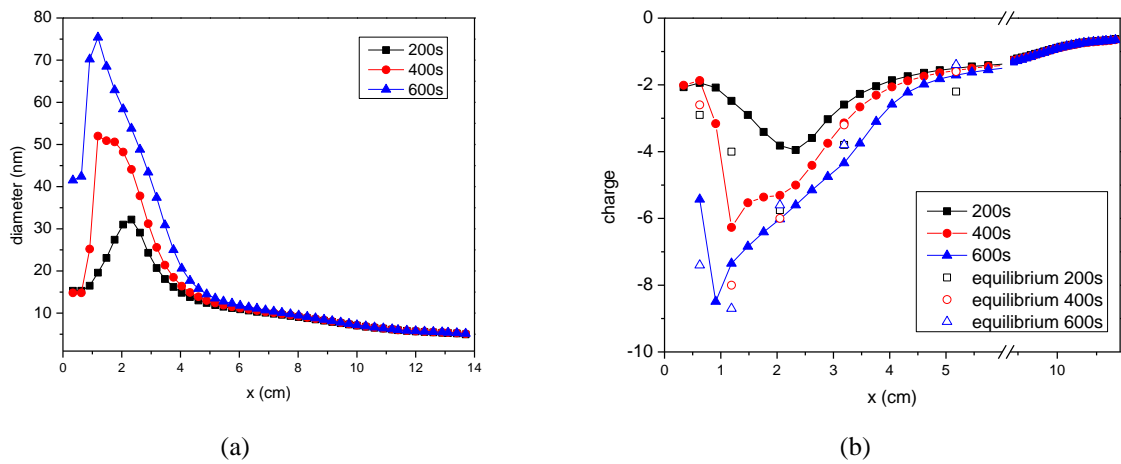 80
70
60
50
40
30
20
10
diameter (nm)
0
2
4
6
8
10
12
14
x (cm)
200s
400s
600s
(a)
0
-2
-4
-6
-8
-10
charge
0
1
2
3
4
5
10
x (cm)
200s
400s
600s
equilibrium 200s
equilibrium 400s
equilibrium 600s
(b)